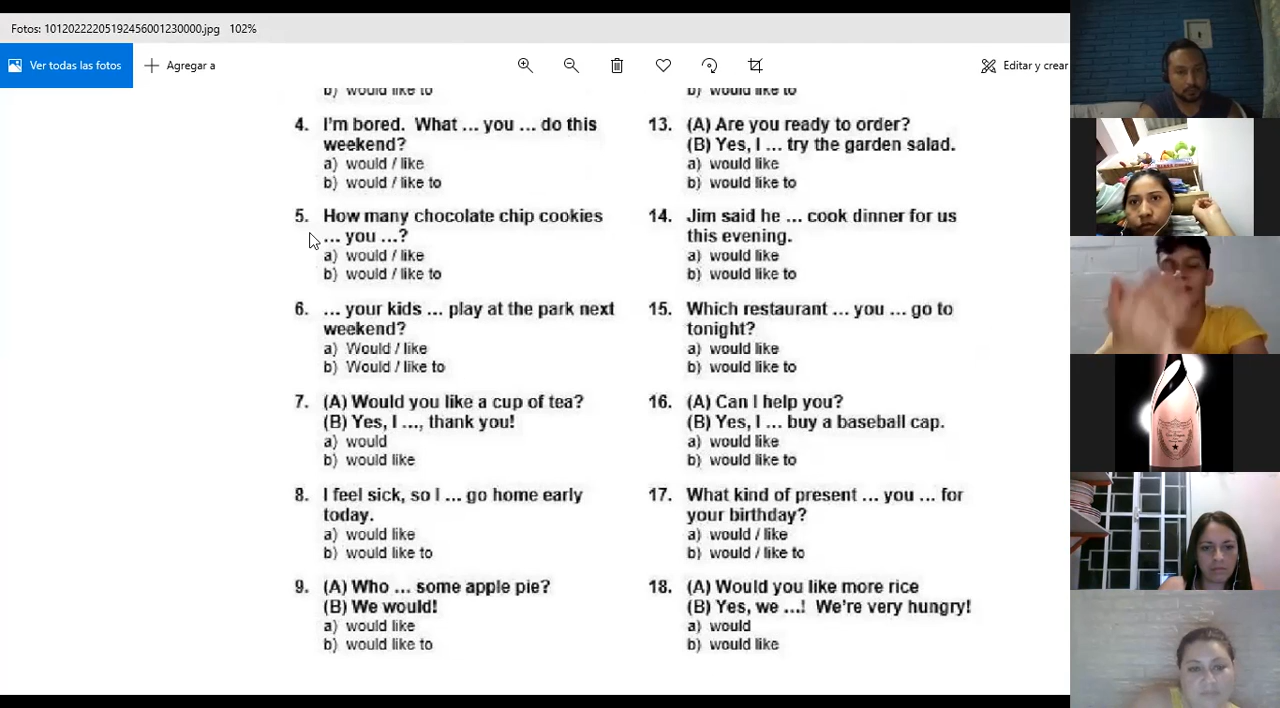 Fotos: 10120222205192456001230000.jpg 102%
Ver todas las fotos
Agregar a
Editar y crear
b) would like to
4. I'm bored. What ... you ... do this
weekend?
a) would / like
b) would / like to
5. How many chocolate chip cookies
... you ...?
a) would / like
b) would / like to
6. ... your kids ... play at the park next
weekend?
a) Would / like
b) Would / like to
7. (A) Would you like a cup of tea?
(B) Yes, I ..., thank you!
a) would
b) would like
8. I feel sick, so I ... go home early
today.
a) would like
b) would like to
9. (A) Who ... some apple pie?
(B) We would!
a) would like
b) would like to
b) would like to
13. (A) Are you ready to order?
(B) Yes, I ... try the garden salad.
a) would like
b) would like to
14. Jim said he ... cook dinner for us
this evening.
a) would like
b) would like to
15. Which restaurant ... you ... go to
tonight?
a) would like
b) would like to
16. (A) Can I help you?
(B) Yes, I ... buy a baseball cap.
a) would like
b) would like to
17. What kind of present ... you ... for
your birthday?
a) would / like
b) would / like to
18. (A) Would you like more rice
(B) Yes, we ...! We're very hungry!
a) would
b) would like